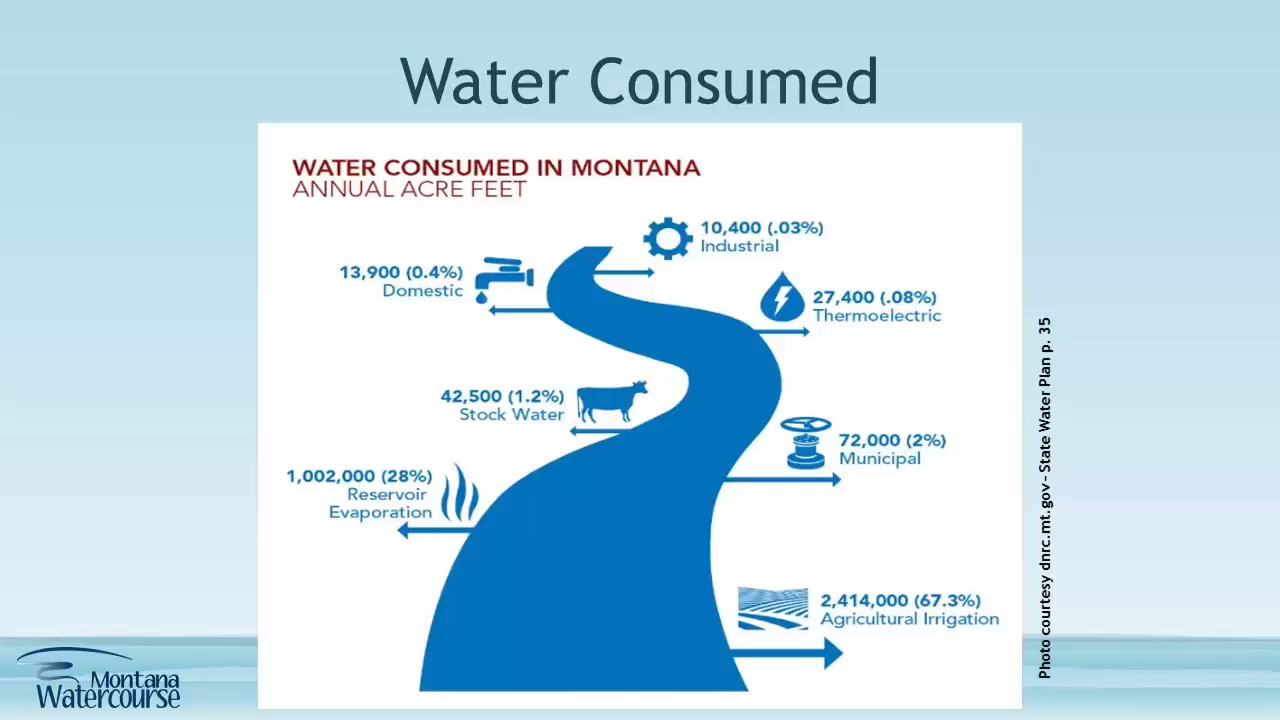 Water Consumed
WATER CONSUMED IN MONTANA
ANNUAL ACRE FEET
10,400 (.03%)
Industrial
13,900 (0.4%)
Domestic
27,400 (.08%)
Thermoelectric
42,500 (1.2%)
Stock Water
72,000 (2%)
Municipal
1,002,000 (28%)
Reservoir
Evaporation
2,414,000 (67.3%)
Agricultural Irrigation
Photo courtesy dnrc.mt.gov - State Water Plan p. 35
Montana
Watercourse